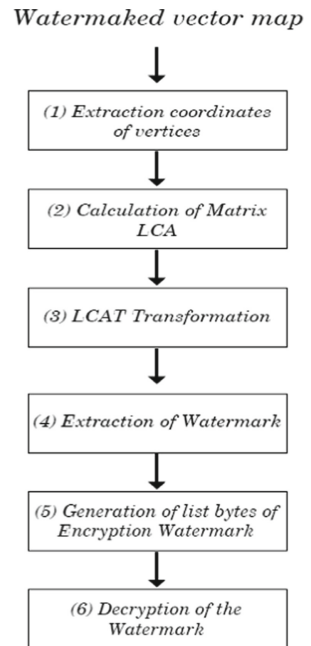 Watermaked vector map
(1) Extraction coordinates
of vertices
(2) Calculation of Matrix
LCA
(3) LCAT Transformation
(4) Extraction of Watermark
(5) Generation of list bytes of
Encryption Watermark
(6) Decryption of the
Watermark